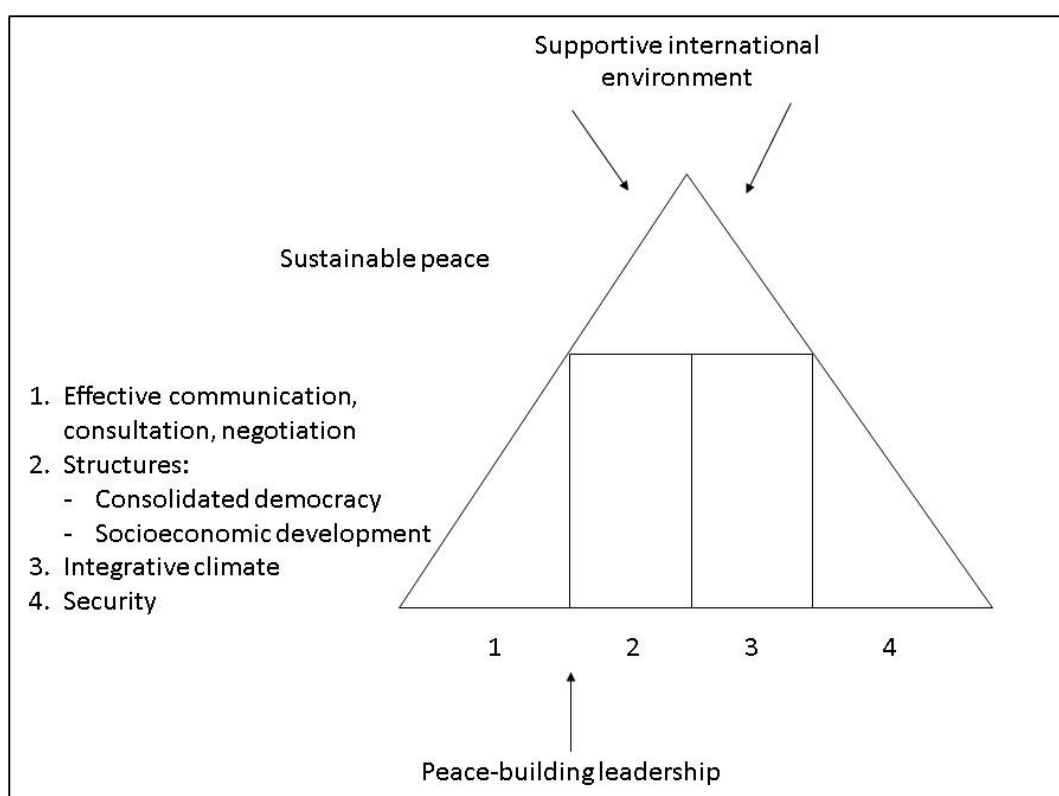 Supportive international
environment
Sustainable peace
1. Effective communication,
consultation, negotiation
2. Structures:
- Consolidated democracy
- Socioeconomic development
3. Integrative climate
4. Security
1 2 3 4
Peace-building leadership